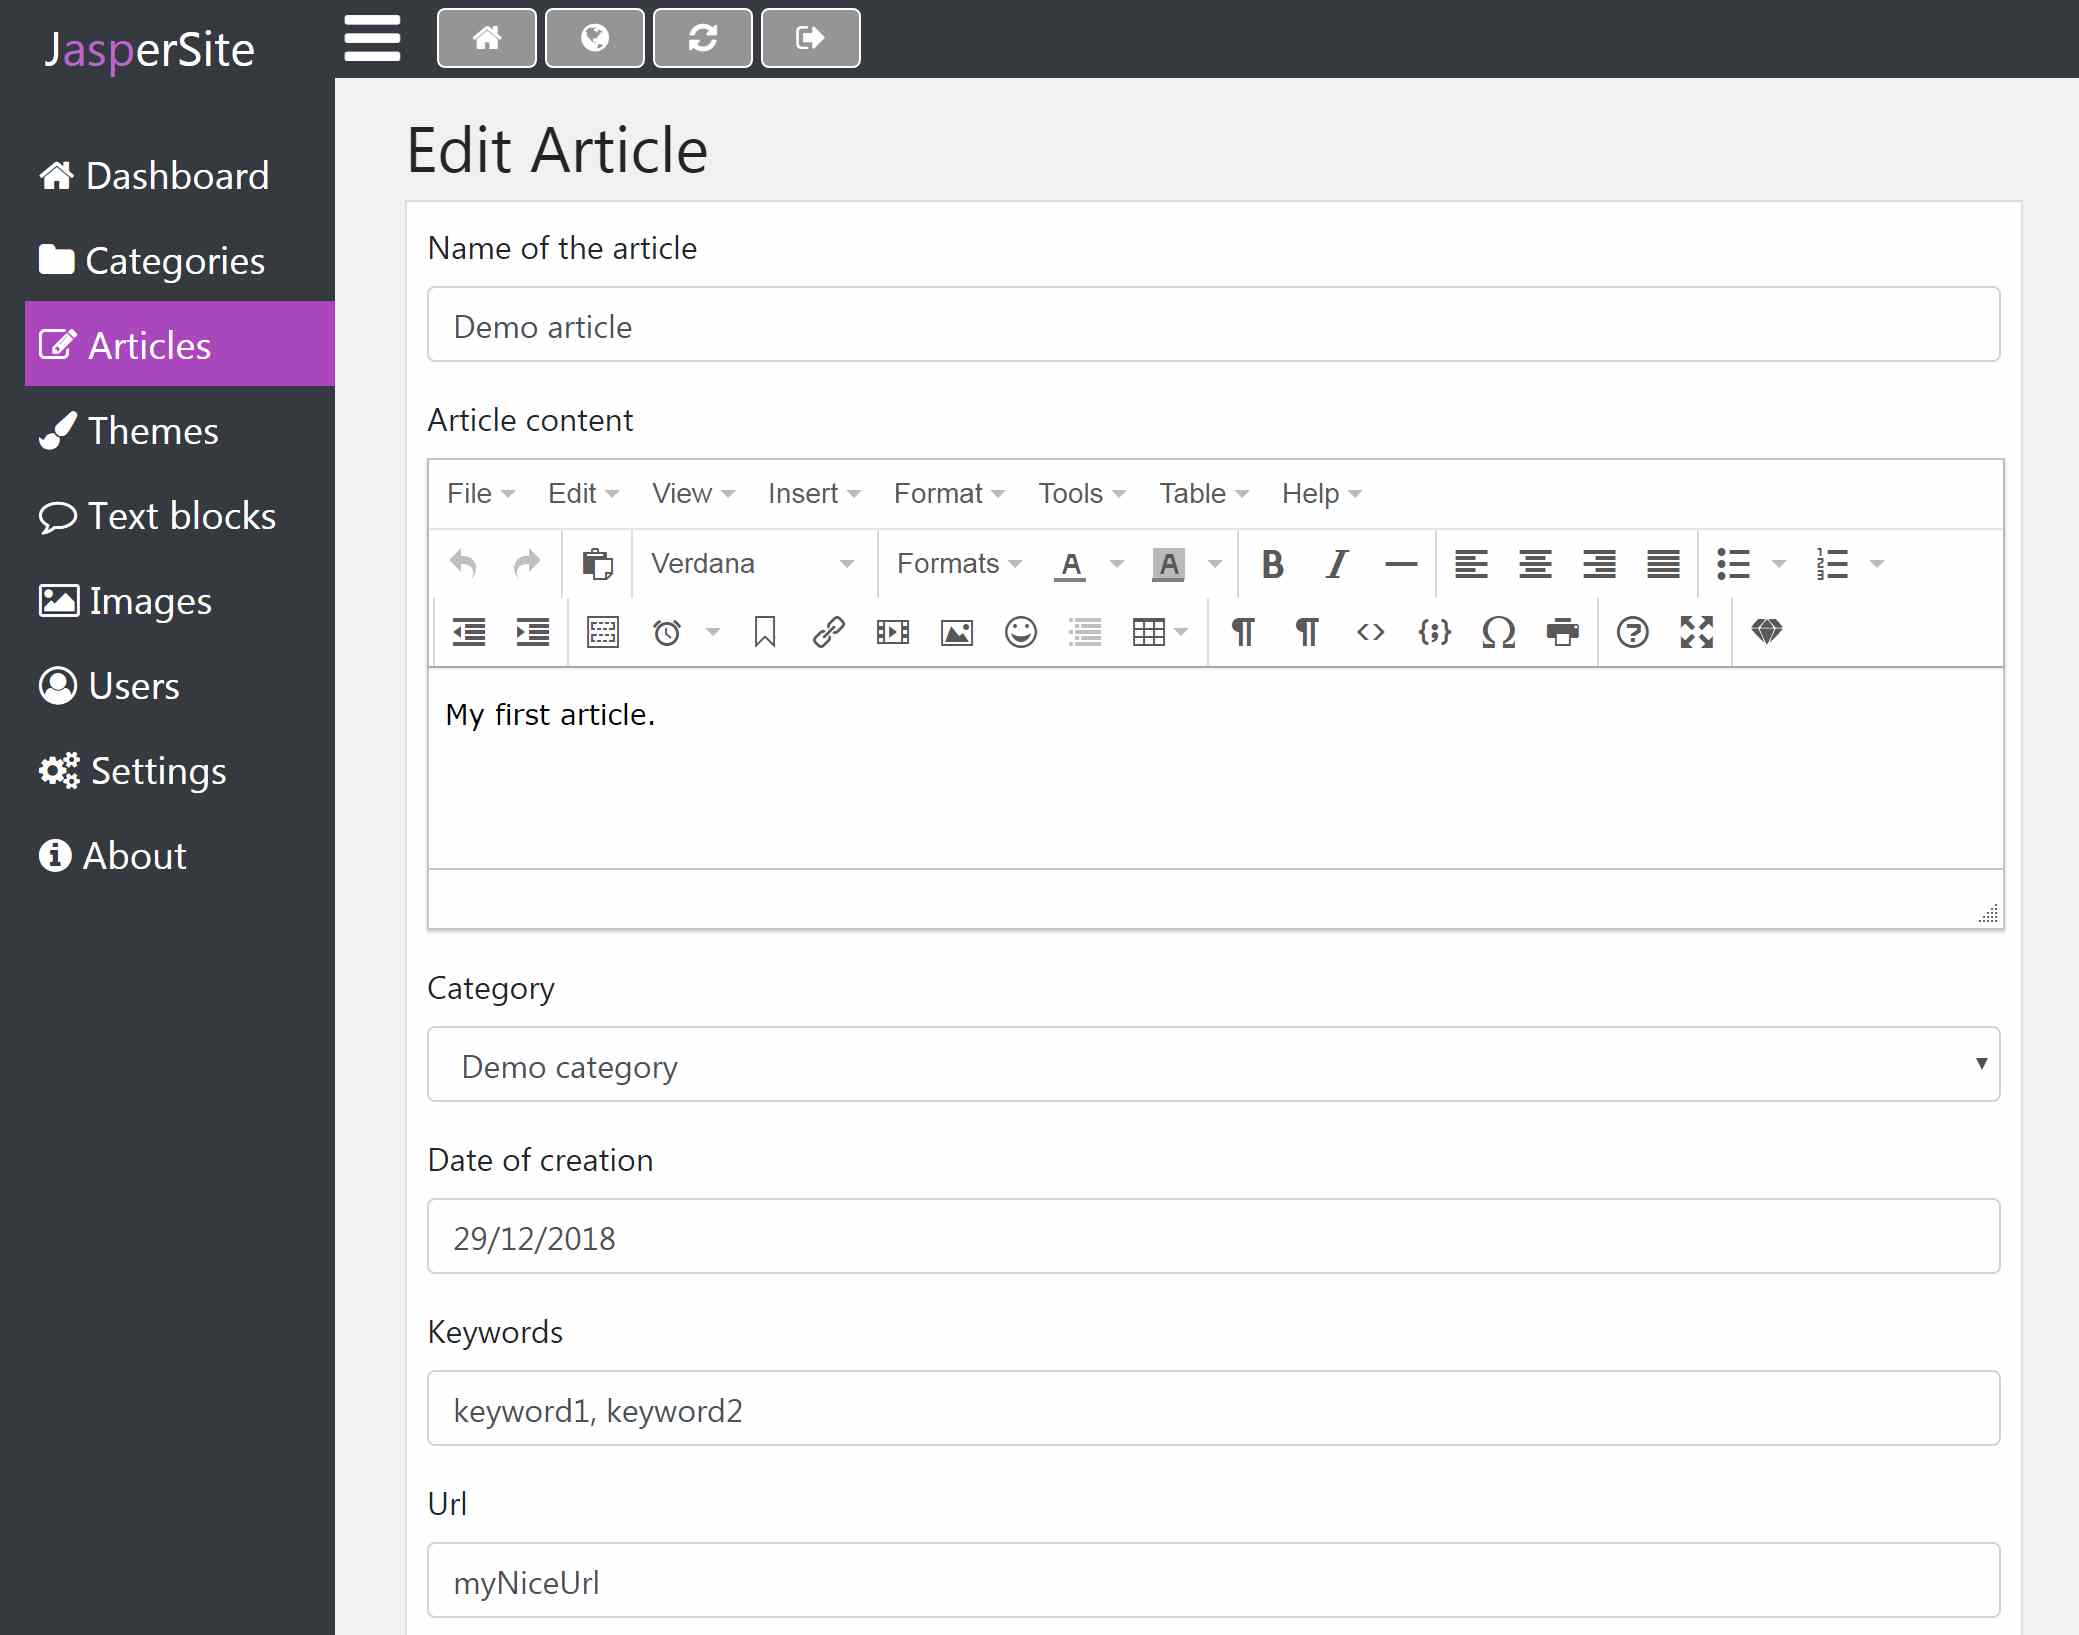 JasperSite
Dashboard
Categories
Articles
Themes
Text blocks
Images
Users
Settings
About
Edit Article
Name of the article
Demo article
Article content
File Edit View Insert Format Tools Table Help
Verdana Formats A A B I
My first article.
Category
Demo category
Date of creation
29/12/2018
Keywords
keyword1, keyword2
Url
myNiceUrl